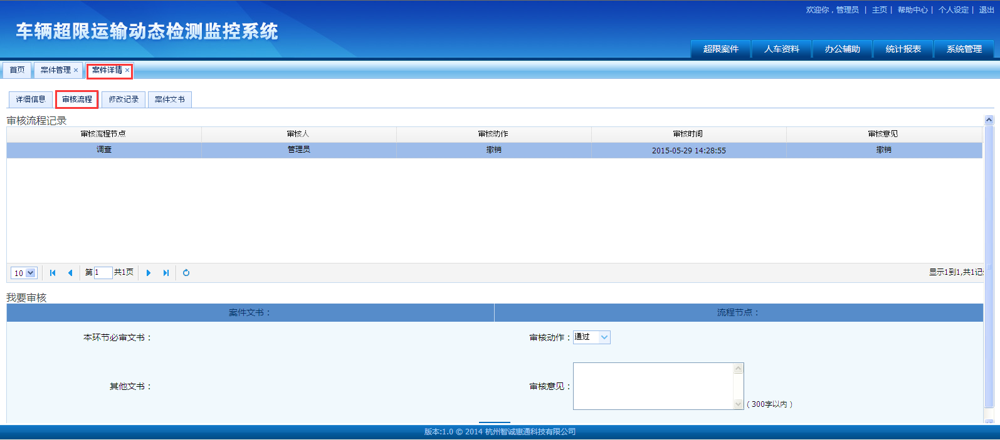 欢迎你，管理员 | 主页 | 帮助中心 | 个人设定 | 退出
车辆超限运输动态检测监控系统
超限案件 人车资料 办公辅助 统计报表 系统管理
首页 案件管理 × 案件详情 ×
详细信息 审核流程 修改记录 案件文书
审核流程记录
审核流程节点 审核人 审核动作 审核时间 审核意见
调查 管理员 撤销 2015-05-29 14:28:55 撤销
10 第 1 共1页 显示1到1,共1记
我要审核
案件文书： 流程节点：
本环节必审文书： 审核动作： 通过
其他文书： 审核意见：
（300字以内）
版本:1.0 © 2014 杭州智诚惠通科技有限公司